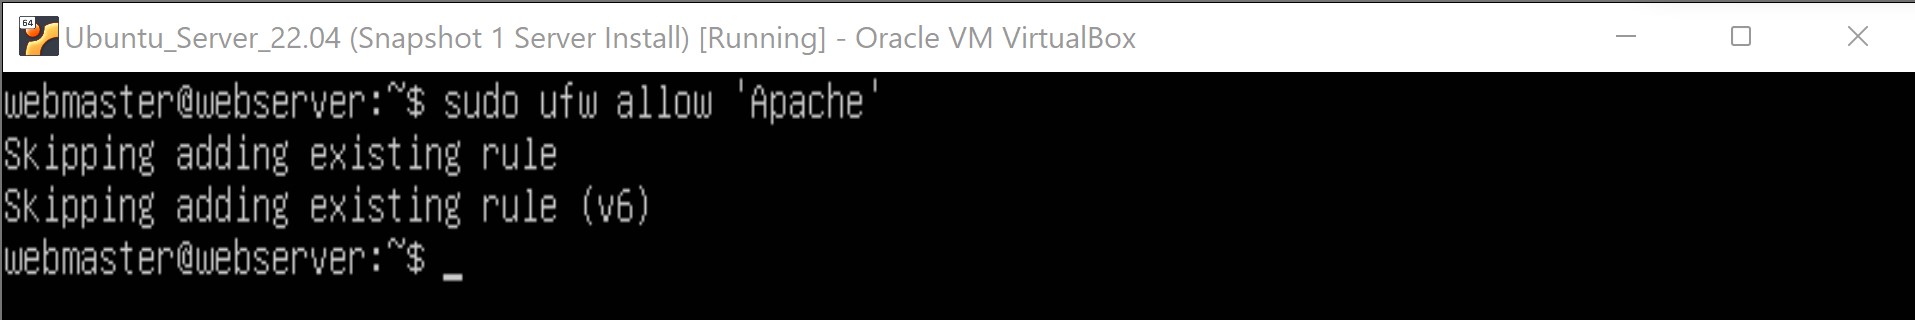 64
Ubuntu_Server_22.04 (Snapshot 1 Server Install) [Running] - Oracle VM VirtualBox
webmaster@webserver:~$ sudo ufw allow 'Apache'
Skipping adding existing rule
Skipping adding existing rule (v6)
webmaster@webserver:~$ _